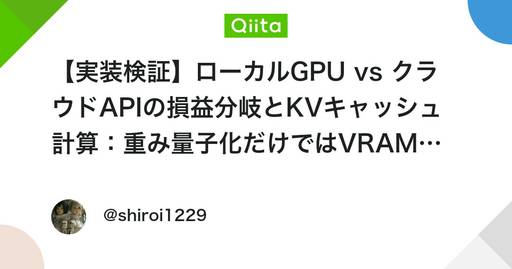 Qiita
【実装検証】ローカルGPU vs クラ
ウドAPIの損益分岐とKVキャッシュ
計算：重み量子化だけではVRAM…
@shiroi1229